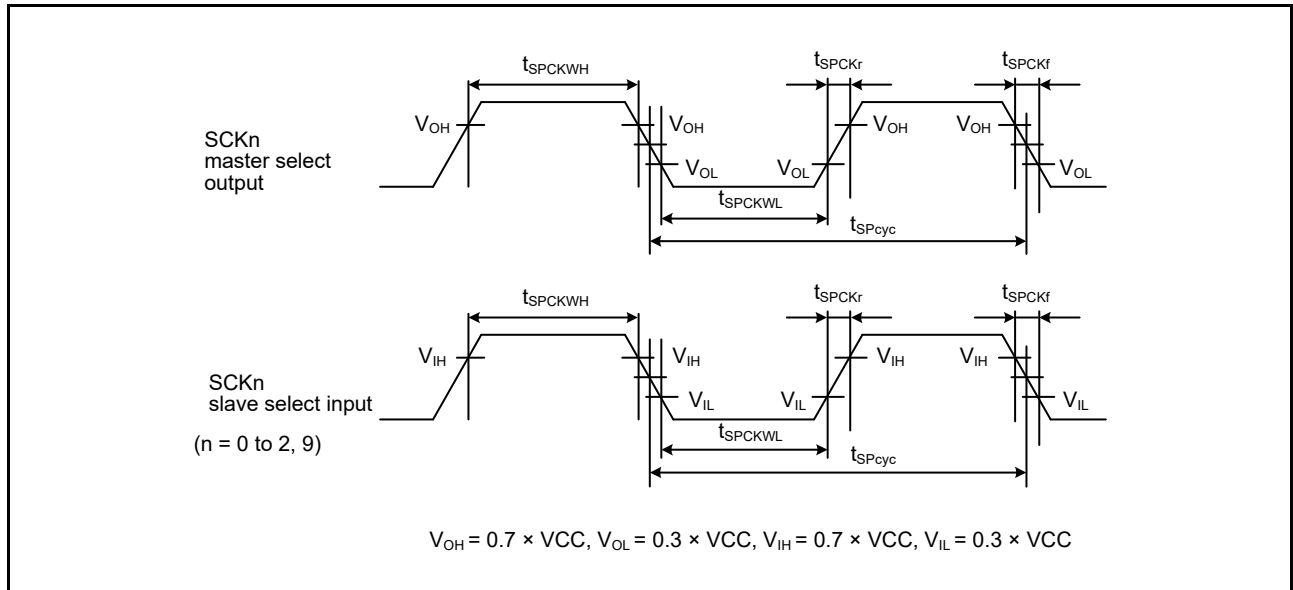 tSPCKWH tSPCKr tSPCKf
SCKn
master select
output
VOH VOH VOL VOL VOH VOH VOL
tSPCKWL
tSPcyc
tSPCKWH tSPCKr tSPCKf
SCKn
slave select input
(n = 0 to 2, 9)
VIH VIH VIL VIL VIH VIH VIL
tSPCKWL
tSPcyc
VOH = 0.7 × VCC, VOL = 0.3 × VCC, VIH = 0.7 × VCC, VIL = 0.3 × VCC